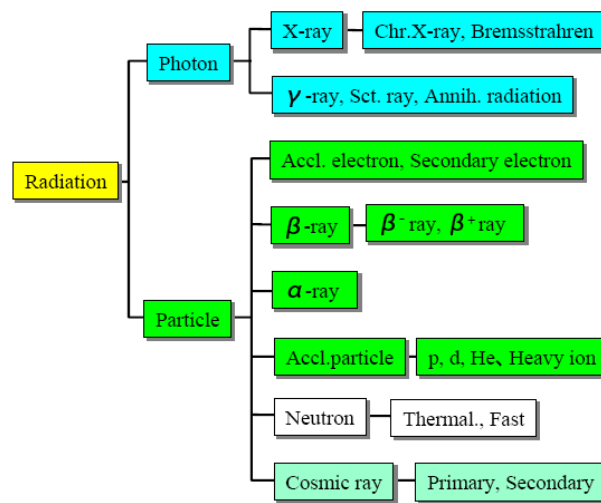 X-ray
Chr.X-ray, Bremsstrahren
Photon
γ-ray, Sct. ray, Annih. radiation
Accl. electron, Secondary electron
Radiation
β-ray
β⁻ ray, β⁺ ray
α-ray
Particle
Accl.particle
p, d, He、Heavy ion
Neutron
Thermal., Fast
Cosmic ray
Primary, Secondary